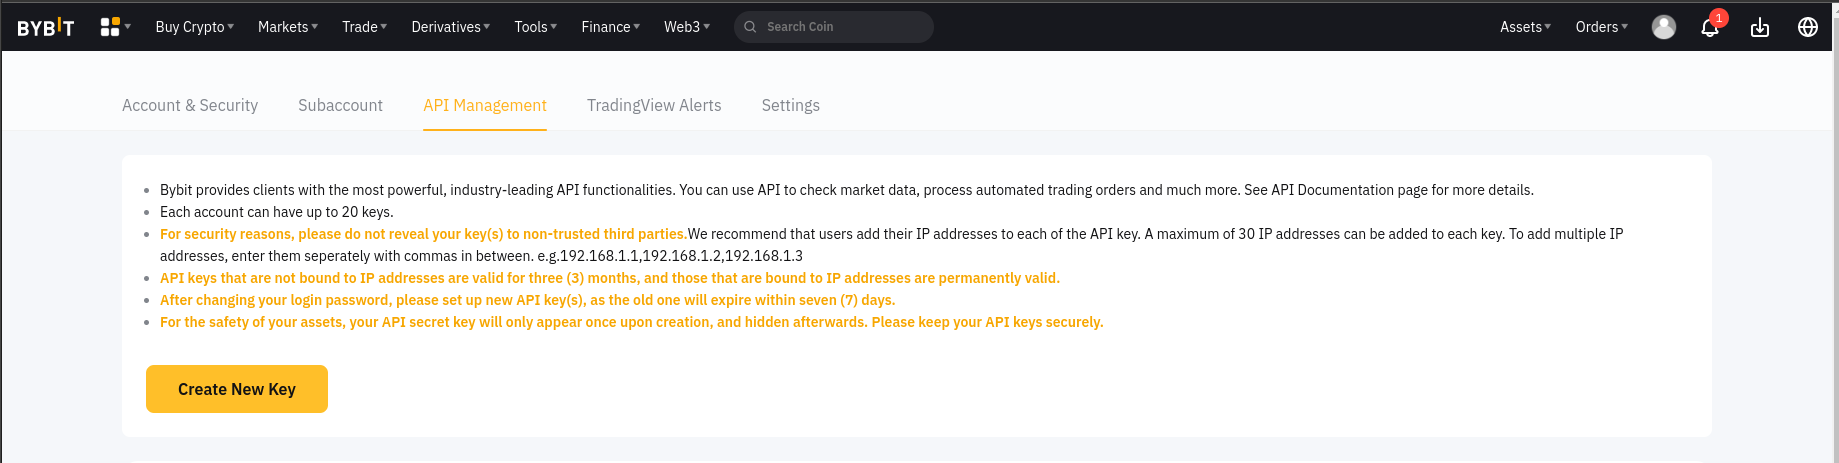 BYBIT Buy Crypto Markets Trade Derivatives Tools Finance Web3 Search Coin Assets Orders 1
Account & Security Subaccount API Management TradingView Alerts Settings
Bybit provides clients with the most powerful, industry-leading API functionalities. You can use API to check market data, process automated trading orders and much more. See API Documentation page for more details.
Each account can have up to 20 keys.
For security reasons, please do not reveal your key(s) to non-trusted third parties.We recommend that users add their IP addresses to each of the API key. A maximum of 30 IP addresses can be added to each key. To add multiple IP
addresses, enter them seperately with commas in between. e.g.192.168.1.1,192.168.1.2,192.168.1.3
API keys that are not bound to IP addresses are valid for three (3) months, and those that are bound to IP addresses are permanently valid.
After changing your login password, please set up new API key(s), as the old one will expire within seven (7) days.
For the safety of your assets, your API secret key will only appear once upon creation, and hidden afterwards. Please keep your API keys securely.
Create New Key